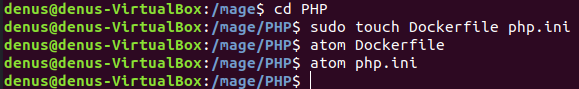 denus@denus-VirtualBox:/mage$ cd PHP
denus@denus-VirtualBox:/mage/PHP$ sudo touch Dockerfile php.ini
denus@denus-VirtualBox:/mage/PHP$ atom Dockerfile
denus@denus-VirtualBox:/mage/PHP$ atom php.ini
denus@denus-VirtualBox:/mage/PHP$